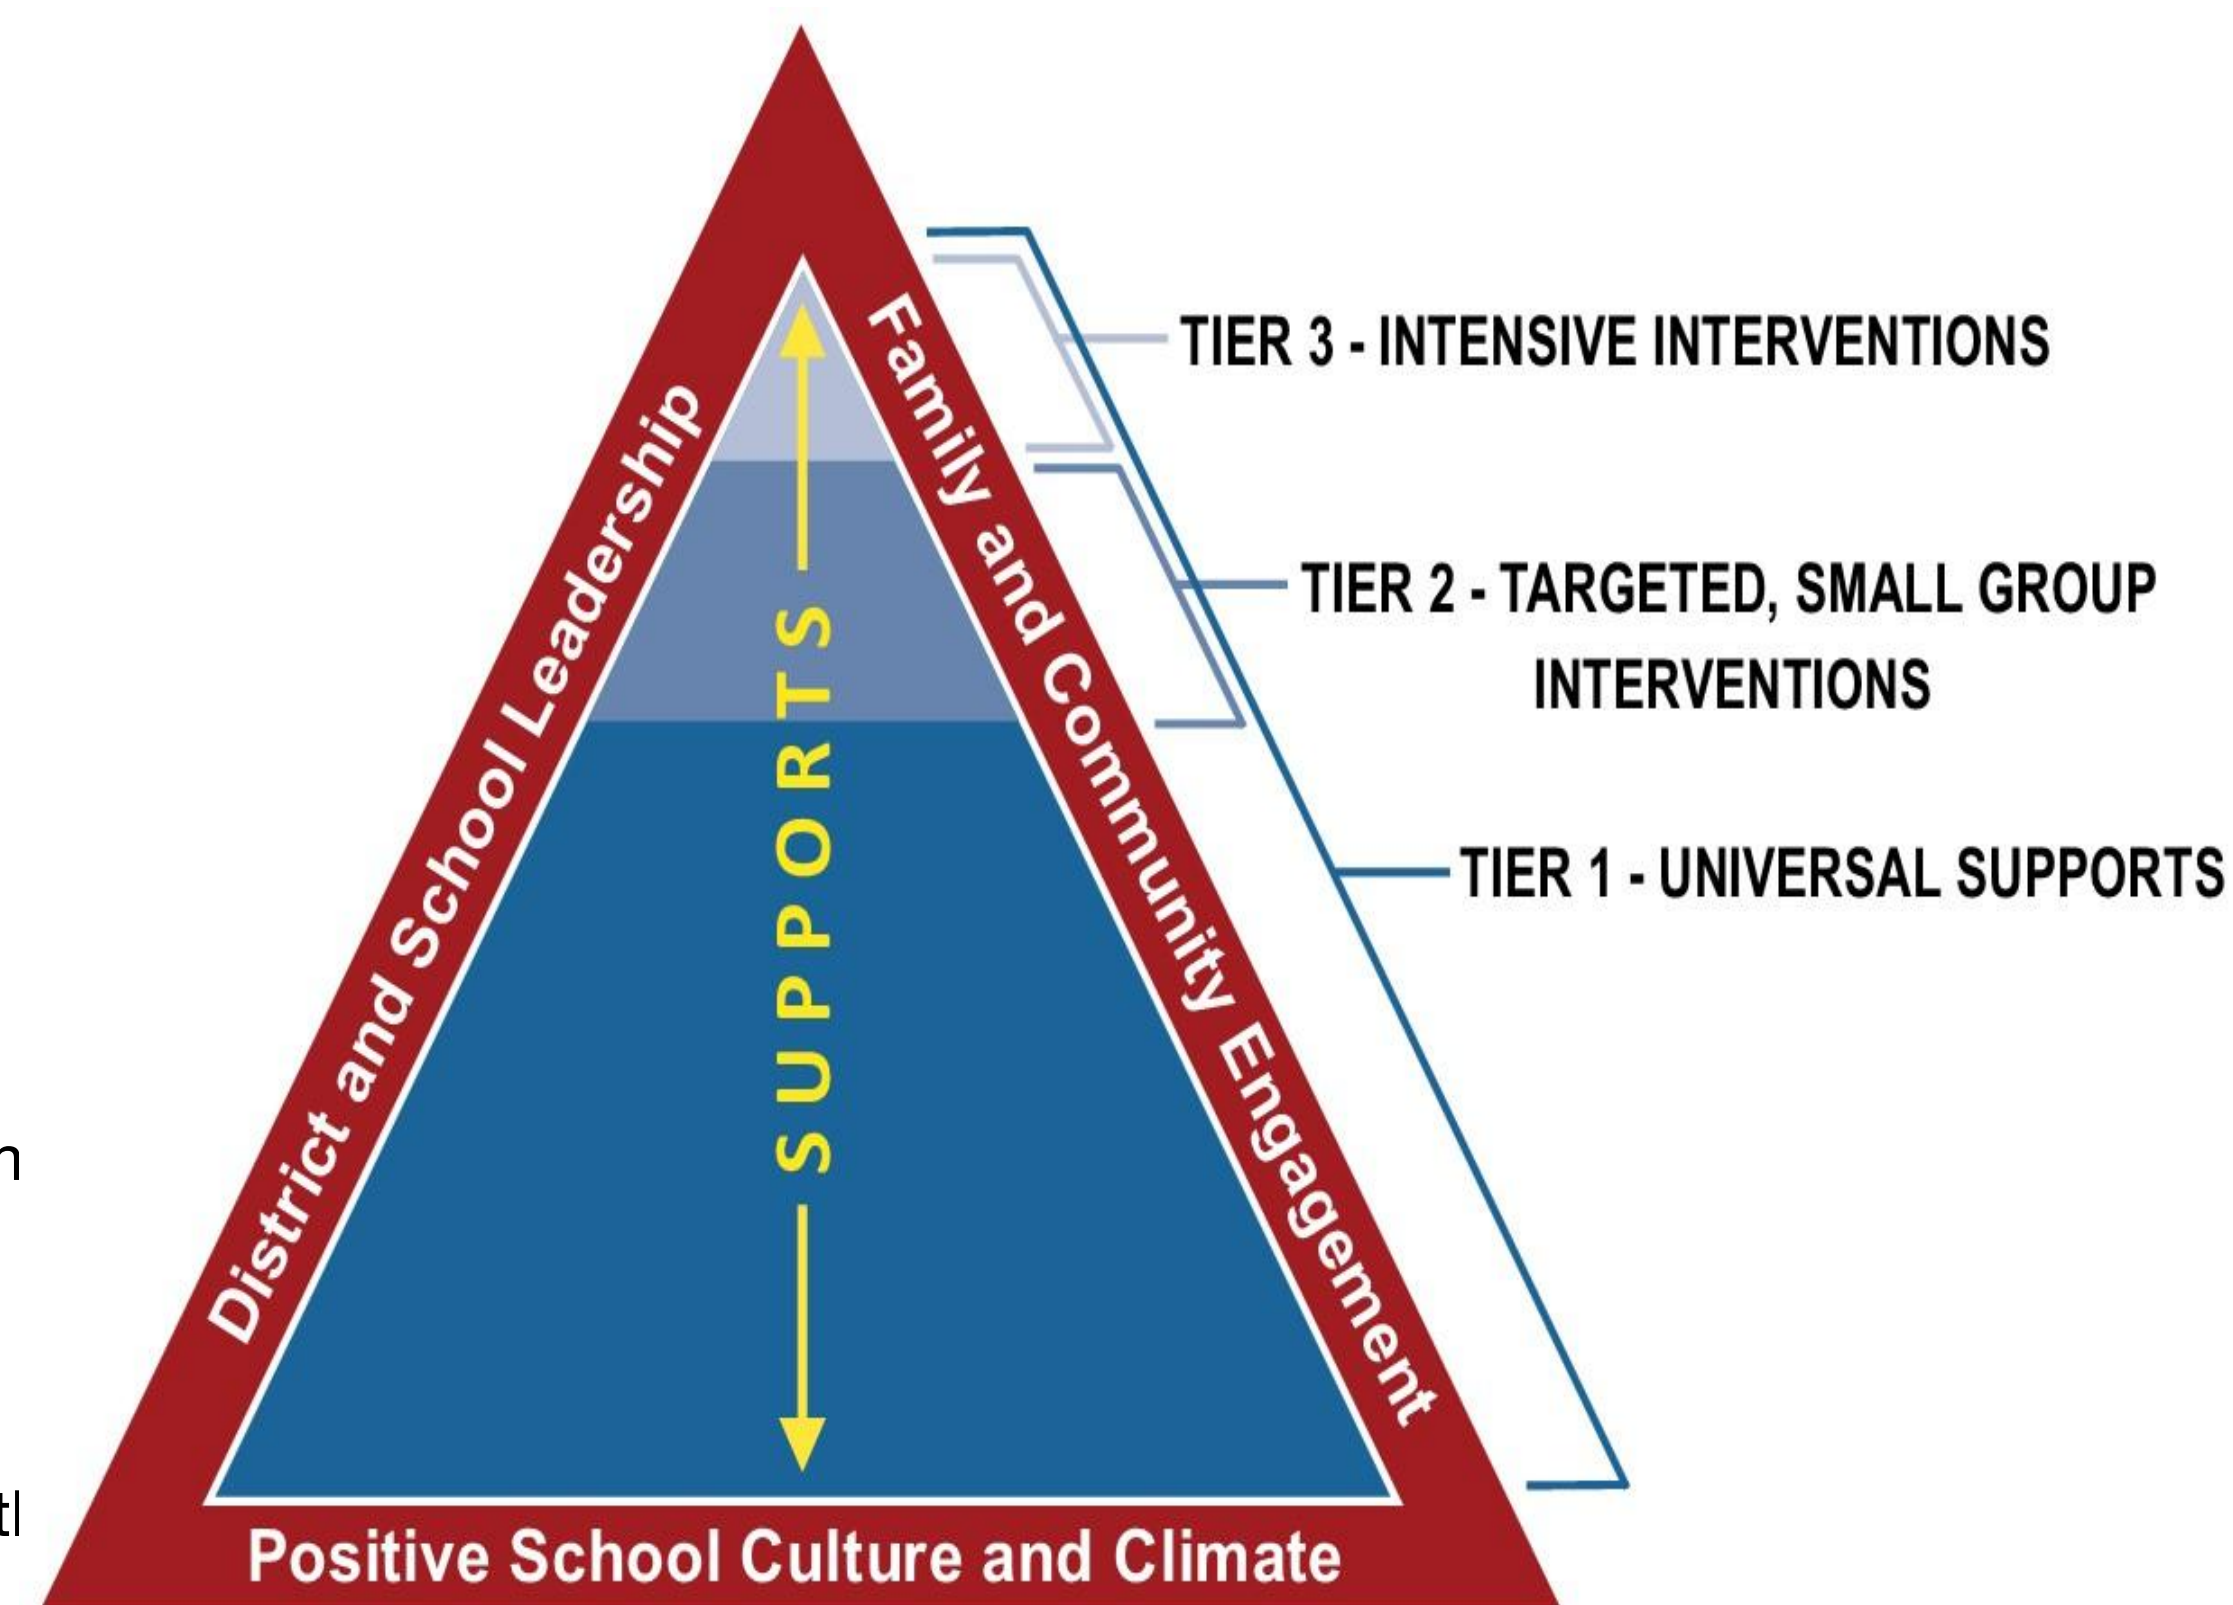 TIER 3 - INTENSIVE INTERVENTIONS
District and School Leadership
Family and Community Engagement
SUPPORTS
TIER 2 - TARGETED, SMALL GROUP
INTERVENTIONS
TIER 1 - UNIVERSAL SUPPORTS
Positive School Culture and Climate